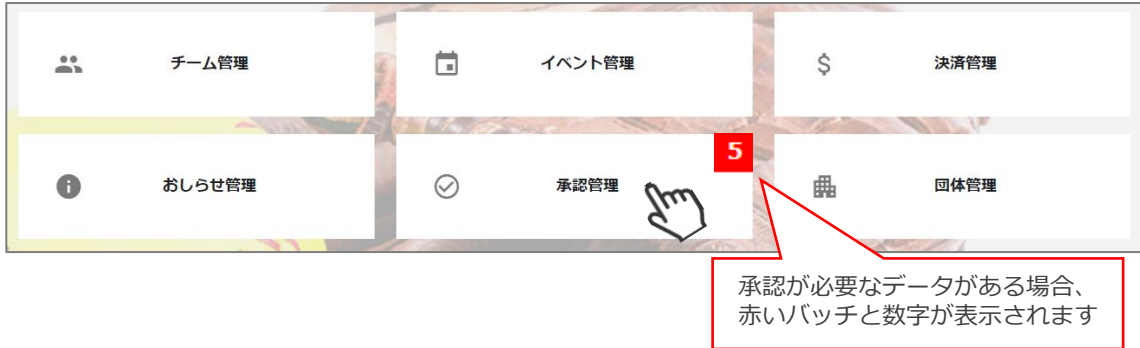 チーム管理
イベント管理
$
決済管理
おしらせ管理
承認管理
5
団体管理
承認が必要なデータがある場合、
赤いバッチと数字が表示されます